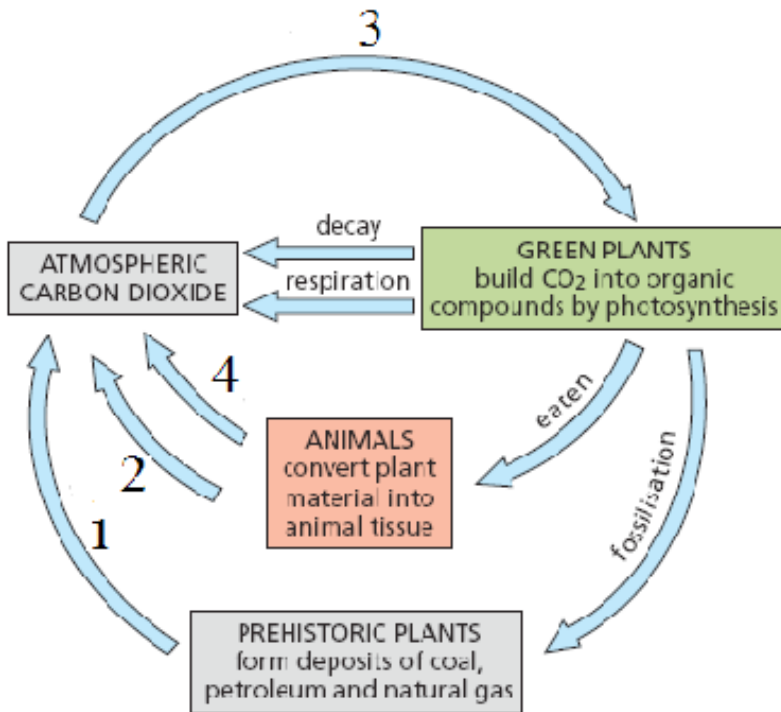 3
decay
ATMOSPHERIC
CARBON DIOXIDE
respiration
GREEN PLANTS
build CO₂ into organic
compounds by photosynthesis
4
eaten
2
ANIMALS
convert plant
material into
animal tissue
fossilisation
1
PREHISTORIC PLANTS
form deposits of coal,
petroleum and natural gas